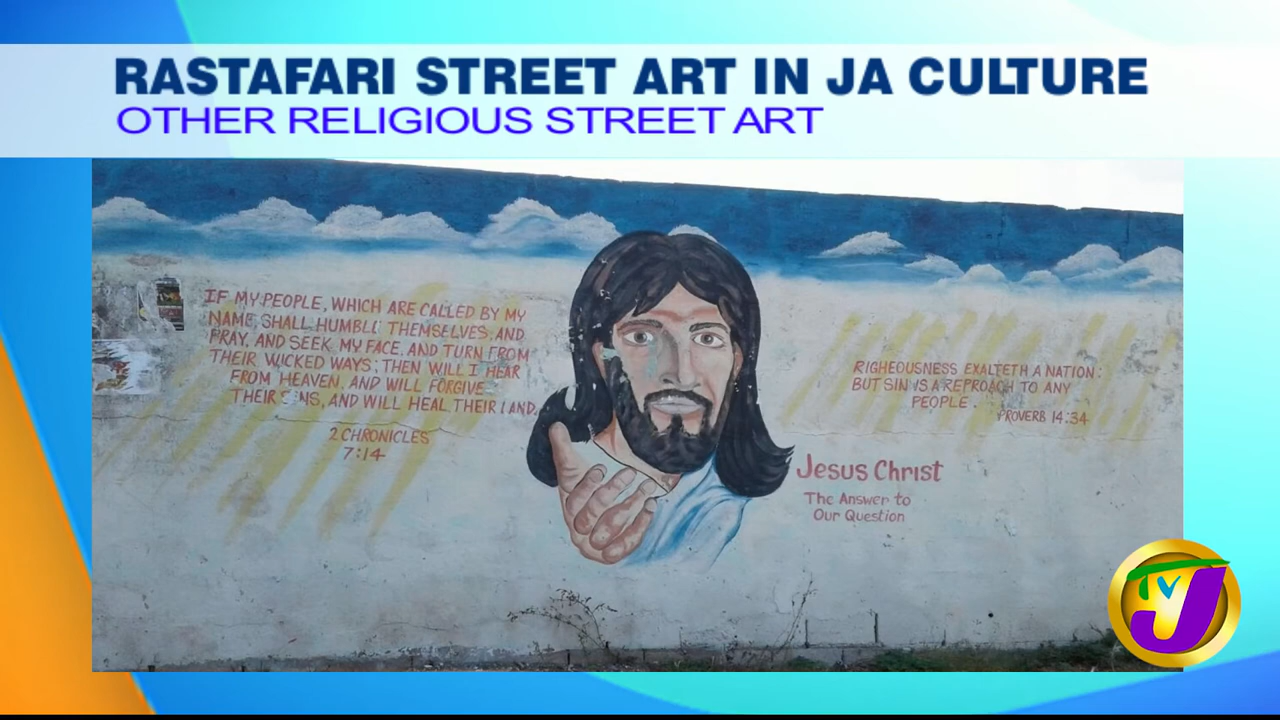 RASTAFARI STREET ART IN JA CULTURE
OTHER RELIGIOUS STREET ART
IF MY PEOPLE, WHICH ARE CALLED BY MY
NAME SHALL HUMBLE THEMSELVES, AND
PRAY, AND SEEK MY FACE, AND TURN FROM
THEIR WICKED WAYS; THEN WILL I HEAR
FROM HEAVEN, AND WILL FORGIVE
THEIR SINS, AND WILL HEAL THEIR LAND.
2 CHRONICLES
7:14
RIGHEOUSNESS EXALTETH A NATION:
BUT SIN IS A REPROACH TO ANY
PEOPLE.
PROVERB 14:34
Jesus Christ
The Answer to
Our Question
TVJ